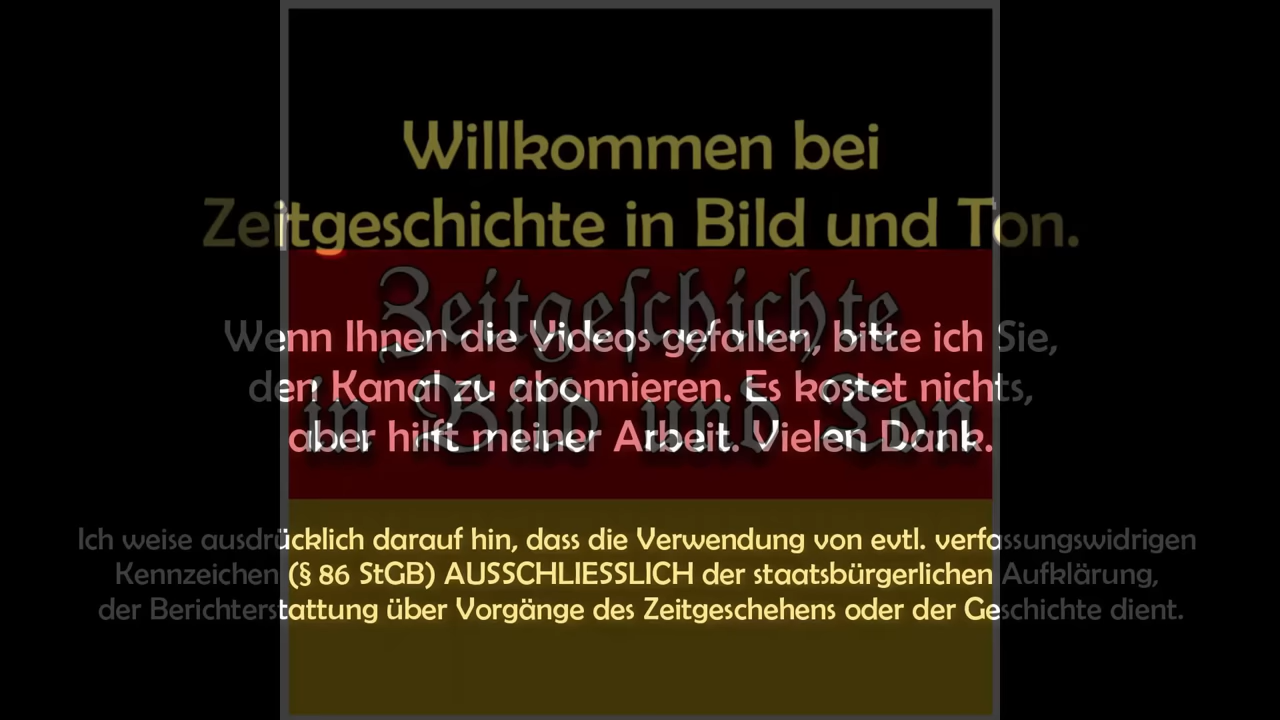 Willkommen bei
Zeitgeschichte in Bild und Ton.
Zeitgeschichte
in Bild und Ton
Wenn Ihnen die Videos gefallen, bitte ich Sie,
den Kanal zu abonnieren. Es kostet nichts,
aber hilft meiner Arbeit. Vielen Dank.
Ich weise ausdrücklich darauf hin, dass die Verwendung von evtl. verfassungswidrigen
Kennzeichen (§ 86 StGB) AUSSCHLIESSLICH der staatsbürgerlichen Aufklärung,
der Berichterstattung über Vorgänge des Zeitgeschehens oder der Geschichte dient.